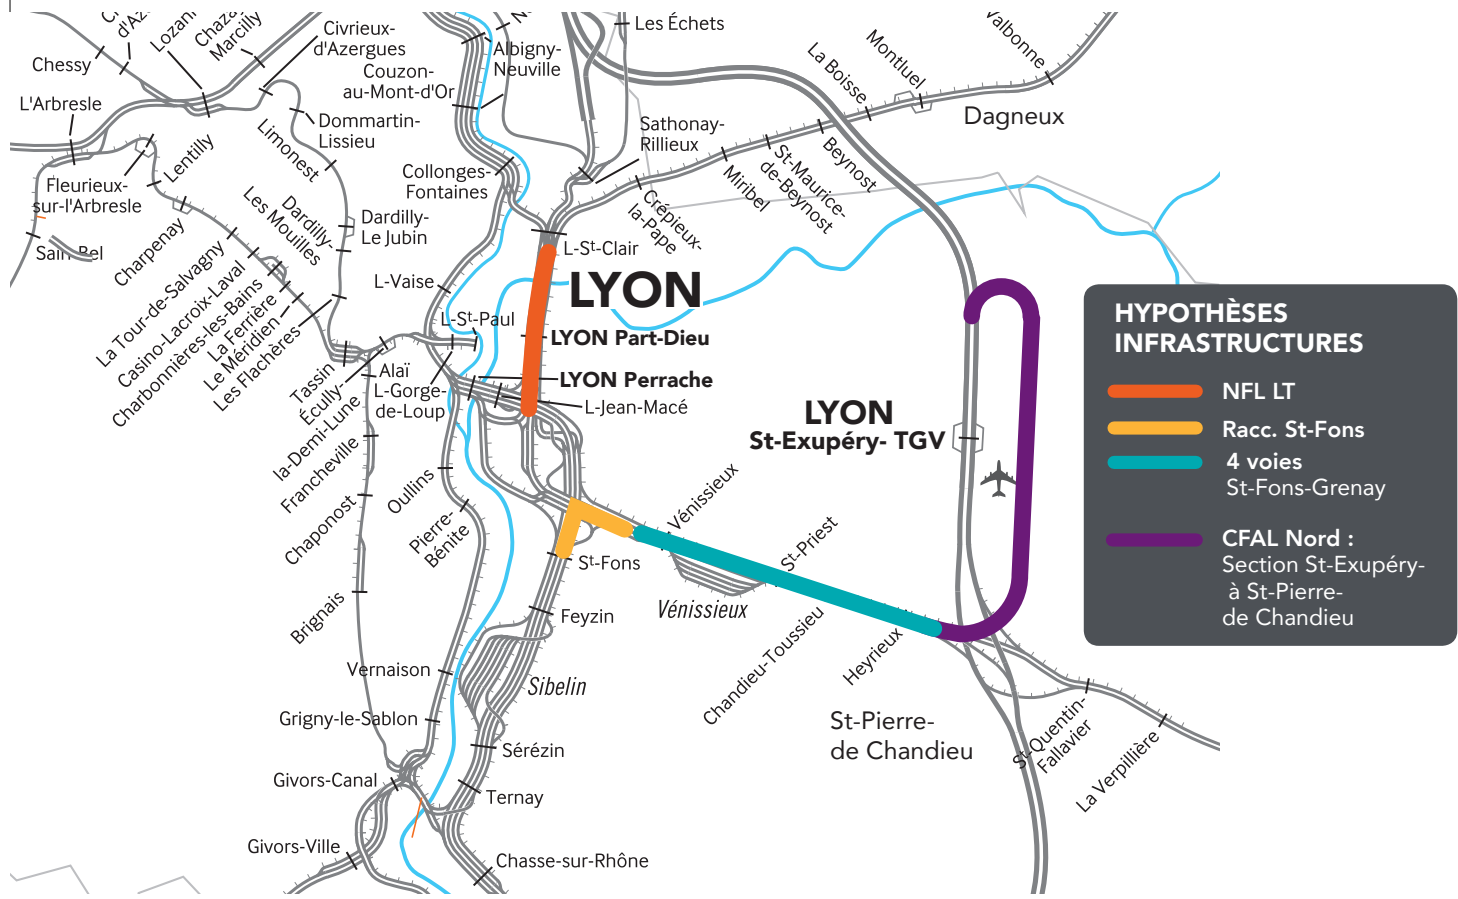 Les Échets
Civrieux-
d'Azergues
Lozann
Chaza
Marcilly
d'Az
Albigny-
Neuville
Valbonne
Chessy
Couzon-
au-Mont-d'Or
La Boisse
Montluel
L'Arbresle
Dommartin-
Lissieu
Dagneux
Limonest
Lentilly
Sathonay-
Rillieux
Beynost
St-Maurice-
de-Beynost
Miribel
Collonges-
Fontaines
Fleurieux-
sur-l'Arbresle
Crépieux-
la-Pape
Dardilly-
Les Mouilles
Dardilly-
Le Jubin
Sain-Bel
Charpenay
L-St-Clair
La Tour-de-Salvagny
L-Vaise
LYON
Casino-Lacroix-Laval
Charbonnières-les-Bains
La Ferrière
Le Méridien
Les Flachères
L-St-Paul
LYON Part-Dieu
Tassin
Écully-
la-Demi-Lune
Alaï
L-Gorge-
de-Loup
LYON Perrache
L-Jean-Macé
LYON
St-Exupéry- TGV
Francheville
Oullins
Chaponost
Pierre-
Bénite
Vénissieux
St-Priest
St-Fons
Vénissieux
Brignais
Feyzin
Chandieu-Toussieu
Heyrieux
Vernaison
Sibelin
Grigny-le-Sablon
St-Pierre-
de Chandieu
St-Quentin-
Fallavier
La Verpillière
Sérézin
Givors-Canal
Ternay
Givors-Ville
Chasse-sur-Rhône
HYPOTHÈSES
INFRASTRUCTURES
NFL LT
Racc. St-Fons
4 voies
St-Fons-Grenay
CFAL Nord :
Section St-Exupéry-
à St-Pierre-
de Chandieu